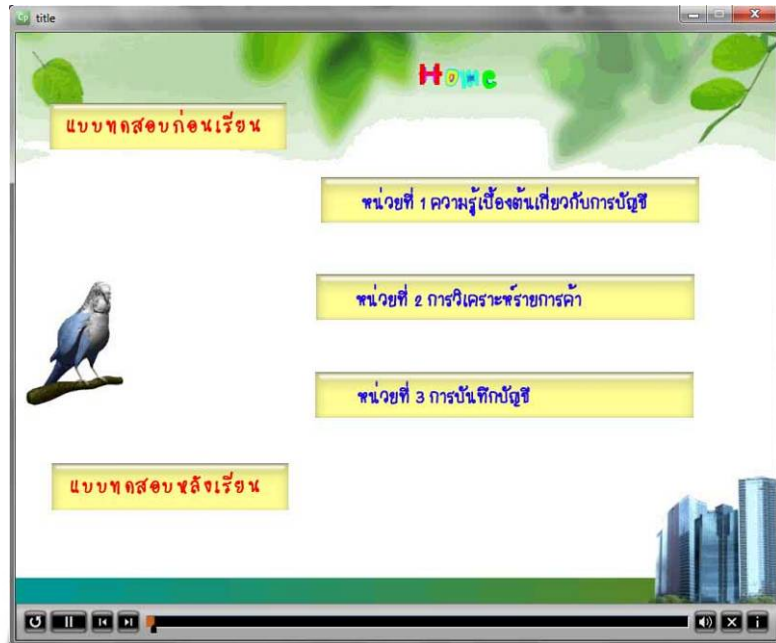 Cp title
Home
แบบทดสอบก่อนเรียน
หน่วยที่ 1 ความรู้เบื้องต้นเกี่ยวกับการบัญชี
หน่วยที่ 2 การวิเคราะห์รายการค้า
หน่วยที่ 3 การบันทึกบัญชี
แบบทดสอบหลังเรียน